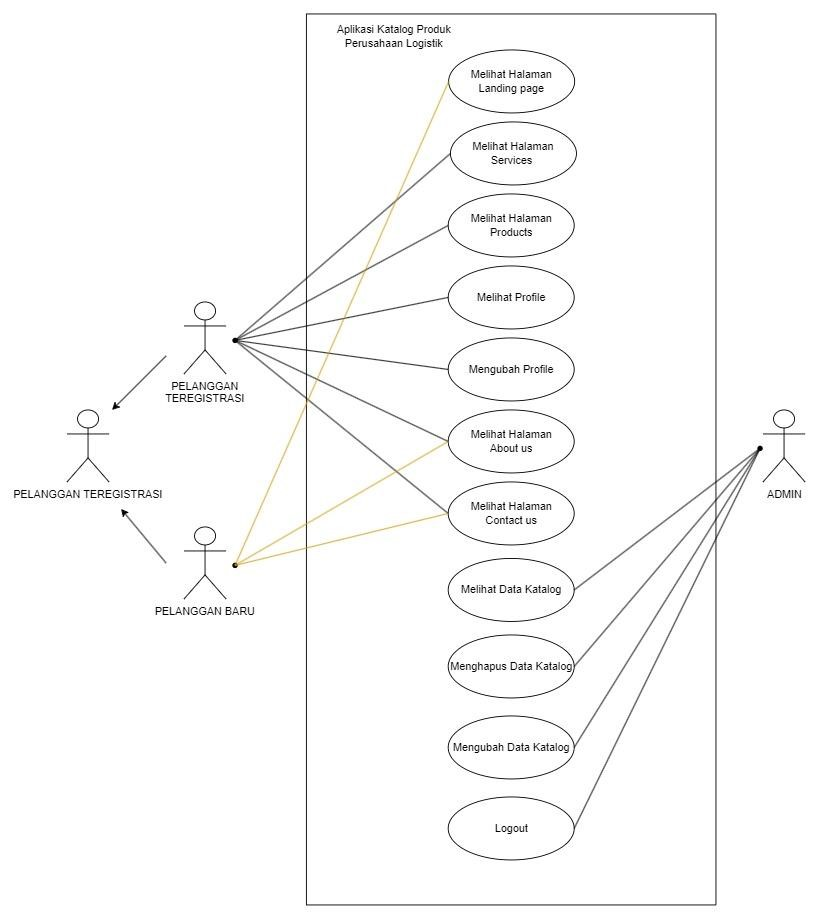 Aplikasi Katalog Produk
Perusahaan Logistik
Melihat Halaman
Landing page
Melihat Halaman
Services
Melihat Halaman
Products
Melihat Profile
Mengubah Profile
Melihat Halaman
About us
Melihat Halaman
Contact us
Melihat Data Katalog
Menghapus Data Katalog
Mengubah Data Katalog
Logout
PELANGGAN
TEREGISTRASI
PELANGGAN TEREGISTRASI
PELANGGAN BARU
ADMIN